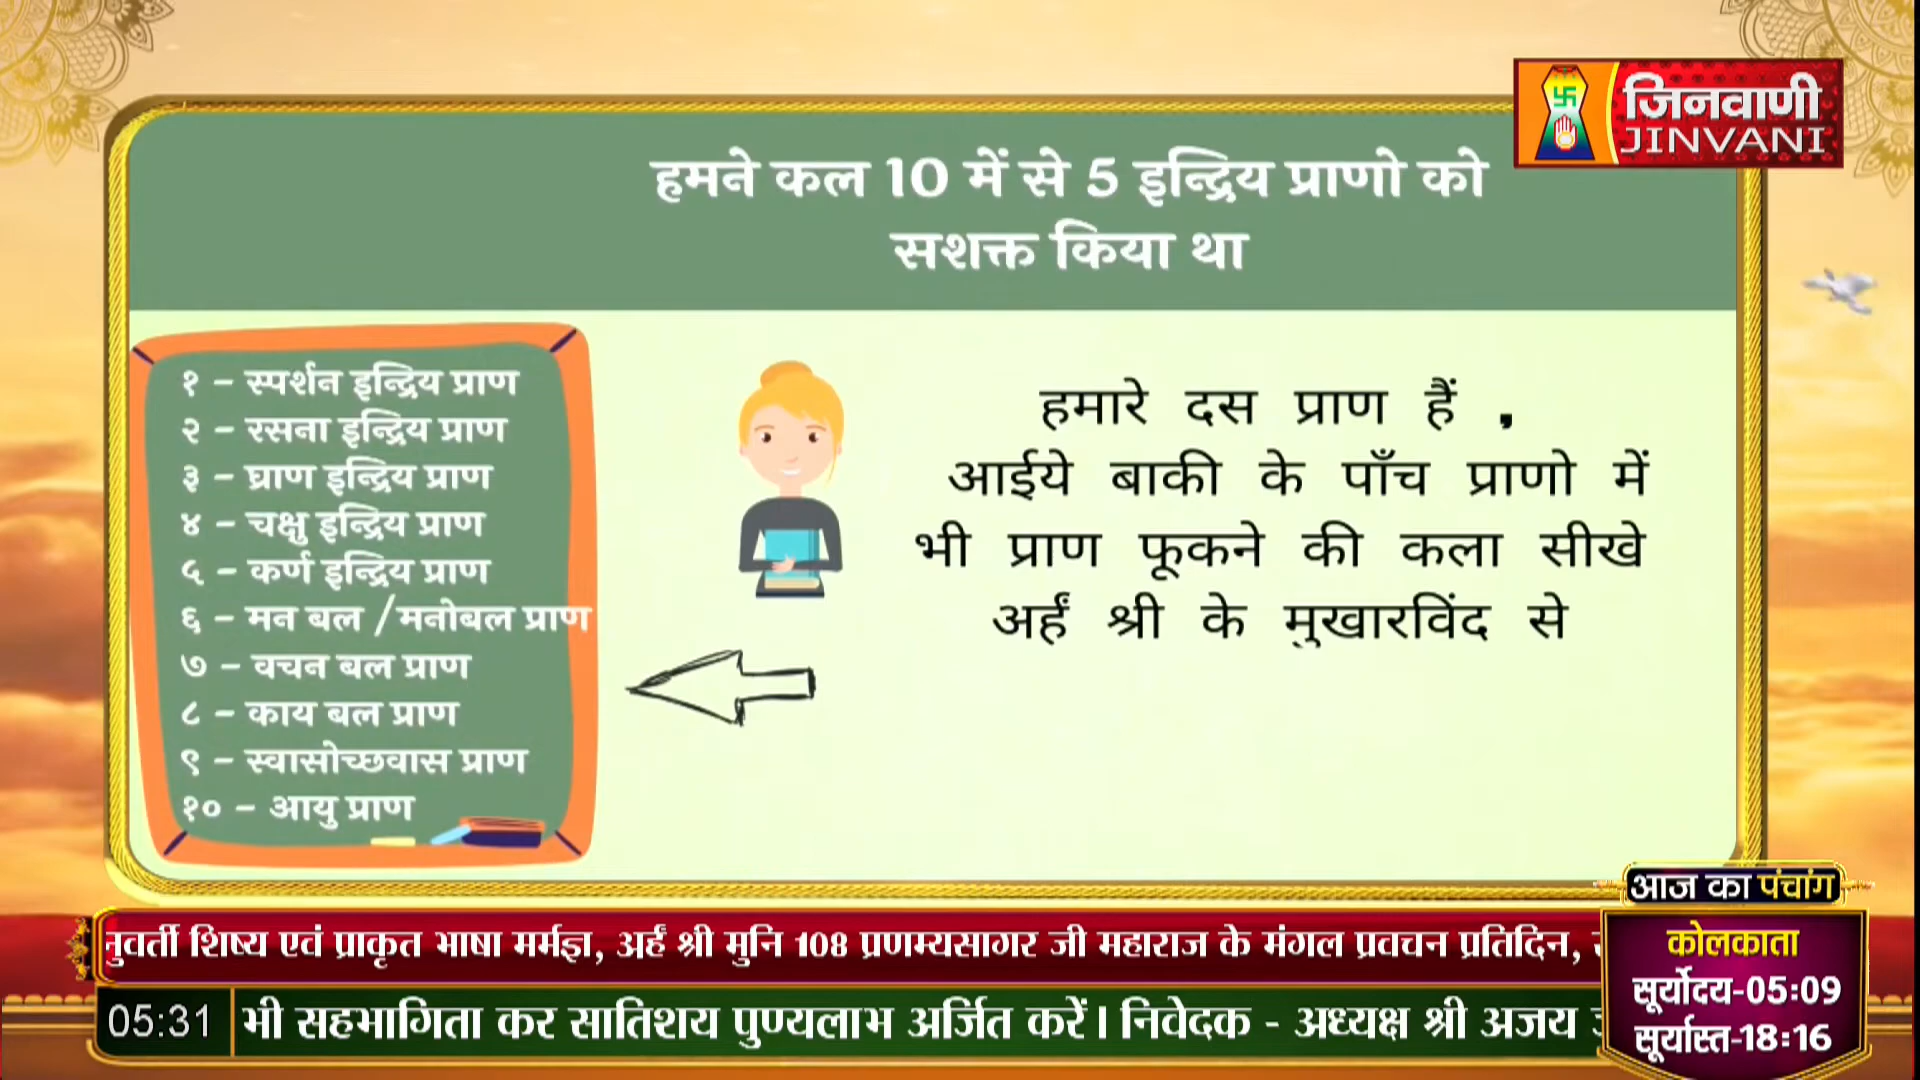 जिनवाणी
JINVANI
हमने कल 10 में से 5 इन्द्रिय प्राणो को
सशक्त किया था
१ - स्पर्शन इन्द्रिय प्राण
२ - रसना इन्द्रिय प्राण
३ - घ्राण इन्द्रिय प्राण
४ - चक्षु इन्द्रिय प्राण
५ - कर्ण इन्द्रिय प्राण
६ - मन बल /मनोबल प्राण
७ - वचन बल प्राण
८ - काय बल प्राण
९ - स्वासोच्छवास प्राण
१० - आयु प्राण
हमारे दस प्राण हैं ,
आईये बाकी के पाँच प्राणो में
भी प्राण फूकने की कला सीखे
अर्हं श्री के मुखारविंद से
आज का पंचांग
कोलकाता
सूर्योदय-05:09
सूर्यास्त-18:16
शिष्य एवं प्राकृत भाषा मर्मज्ञ, अर्हं श्री मुनि 108 प्रणम्यसागर जी महाराज के मंगल प्रवचन प्रतिदिन,
05:31 भी सहभागिता कर सातिशय पुण्यलाभ अर्जित करें। निवेदक - अध्यक्ष श्री अजय